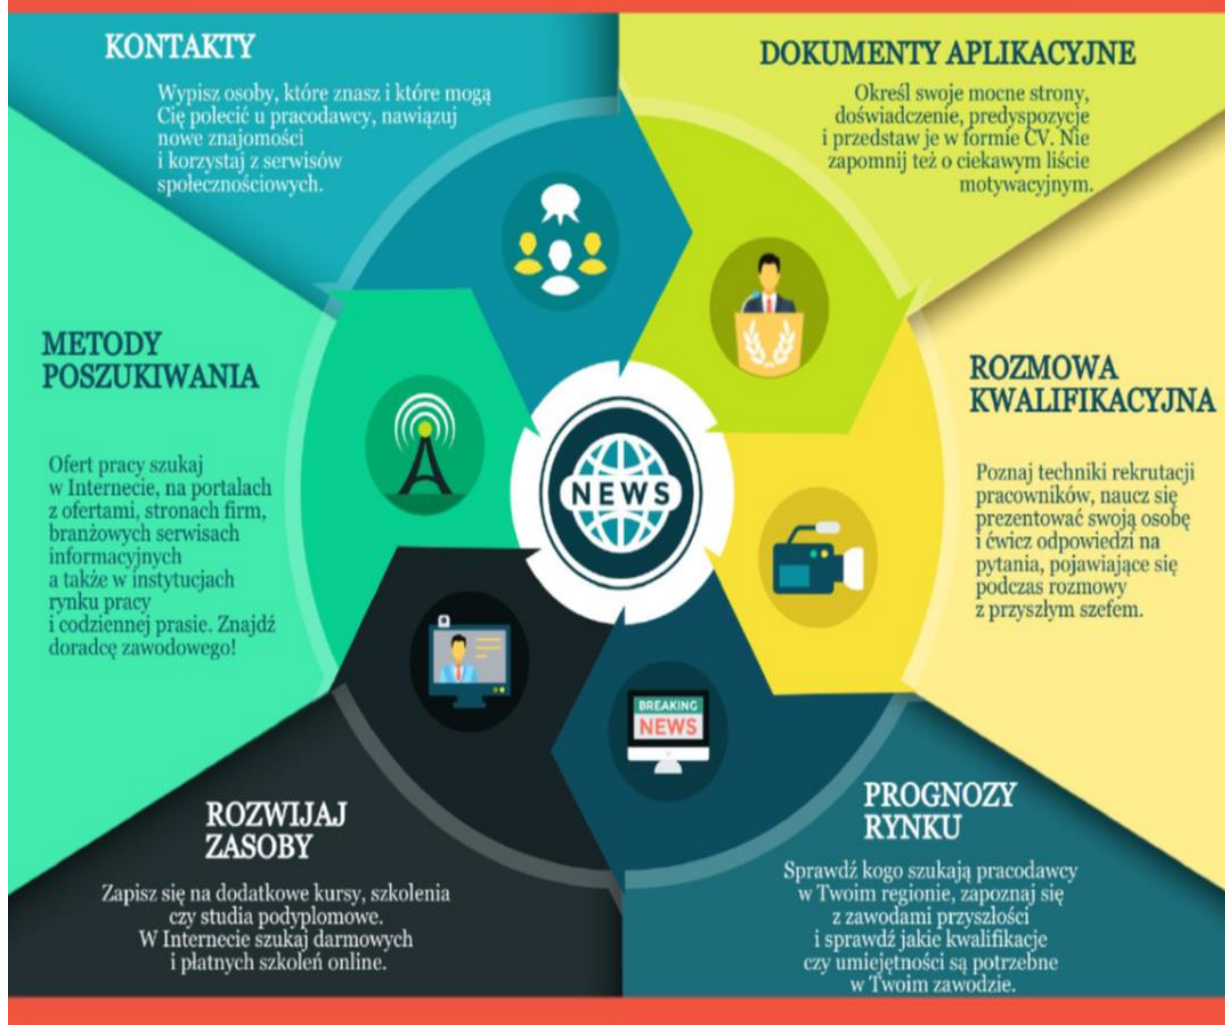 KONTAKTY
Wypisz osoby, które znasz i które mogą
Cię polecić u pracodawcy, nawiązuj
nowe znajomości
i korzystaj z serwisów
społecznościowych.
DOKUMENTY APLIKACYJNE
Określ swoje mocne strony,
doświadczenie, predyspozycje
i przedstaw je w formie CV. Nie
zapomnij też o ciekawym liście
motywacyjnym.
METODY
POSZUKIWANIA
Ofert pracy szukaj
w Internecie, na portalach
z ofertami, stronach firm,
branżowych serwisach
informacyjnych
a także w instytucjach
rynku pracy
i codziennej prasie. Znajdź
doradcę zawodowego!
NEWS
ROZMOWA
KWALIFIKACYJNA
Poznaj techniki rekrutacji
pracowników, naucz się
prezentować swoją osobę
i ćwicz odpowiedzi na
pytania, pojawiające się
podczas rozmowy
z przyszłym szefem.
BREAKING
NEWS
ROZWIJAJ
ZASOBY
Zapisz się na dodatkowe kursy, szkolenia
czy studia podyplomowe.
W Internecie szukaj darmowych
i płatnych szkoleń online.
PROGNOZY
RYNKU
Sprawdź kogo szukają pracodawcy
w Twoim regionie, zapoznaj się
z zawodami przyszłości
i sprawdź jakie kwalifikacje
czy umiejętności są potrzebne
w Twoim zawodzie.